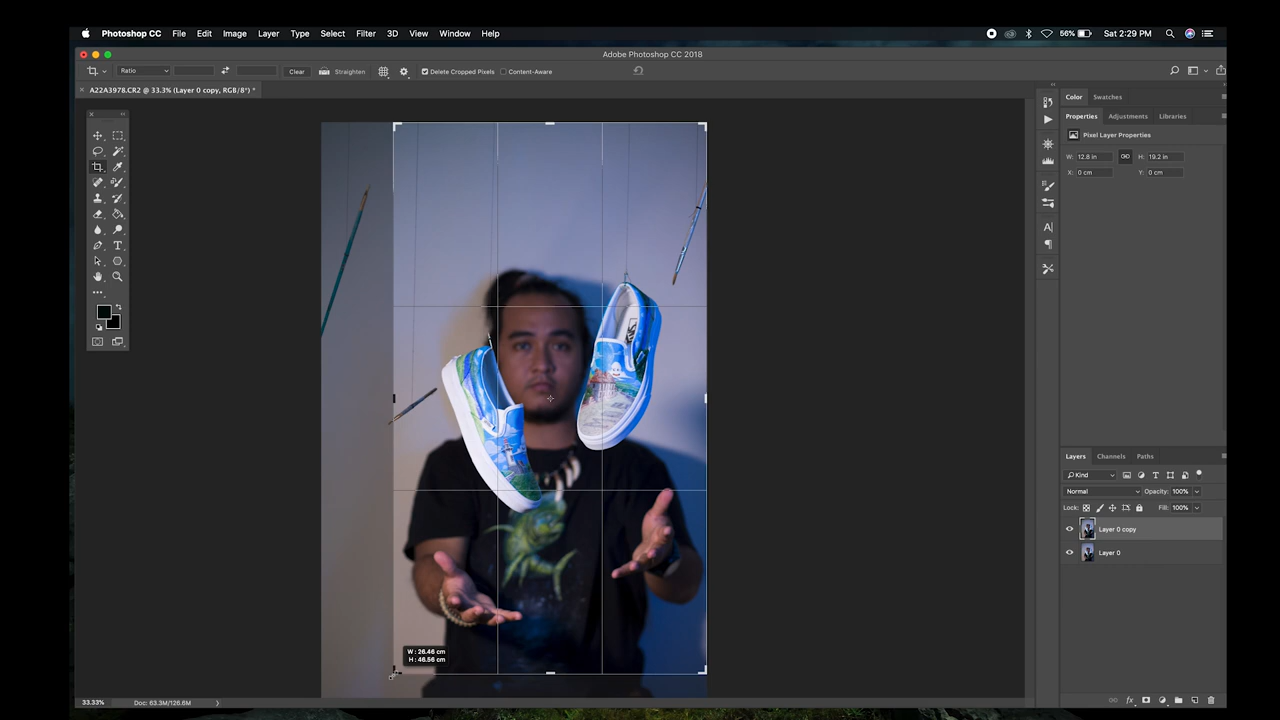 Photoshop CC File Edit Image Layer Type Select Filter 3D View Window Help 56% Sat 2:29 PM
Adobe Photoshop CC 2018
Ratio Clear Straighten Delete Cropped Pixels Content-Aware
A22A3978.CR2 @ 33.3% (Layer 0 copy, RGB/8*) *
Color Swatches
Properties Adjustments Libraries
Pixel Layer Properties
W: 12.8 in H: 19.2 in
X: 0 cm Y: 0 cm
VANS
W : 26.46 cm
H : 46.56 cm
Layers Channels Paths
Kind
Normal Opacity: 100%
Lock: Fill: 100%
Layer 0 copy
Layer 0
33.33% Doc: 63.3M/126.6M